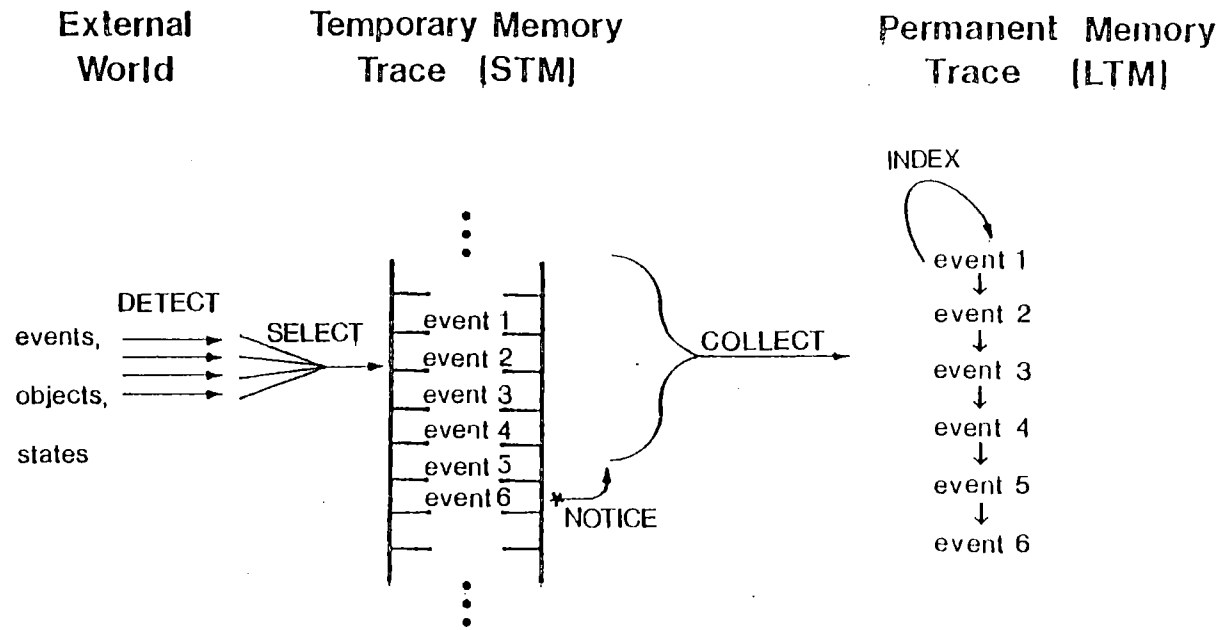 External
World
Temporary Memory
Trace (STM)
Permanent Memory
Trace (LTM)
DETECT
events,
objects,
states
SELECT
event 1
event 2
event 3
event 4
event 5
event 6
NOTICE
COLLECT
INDEX
event 1
event 2
event 3
event 4
event 5
event 6